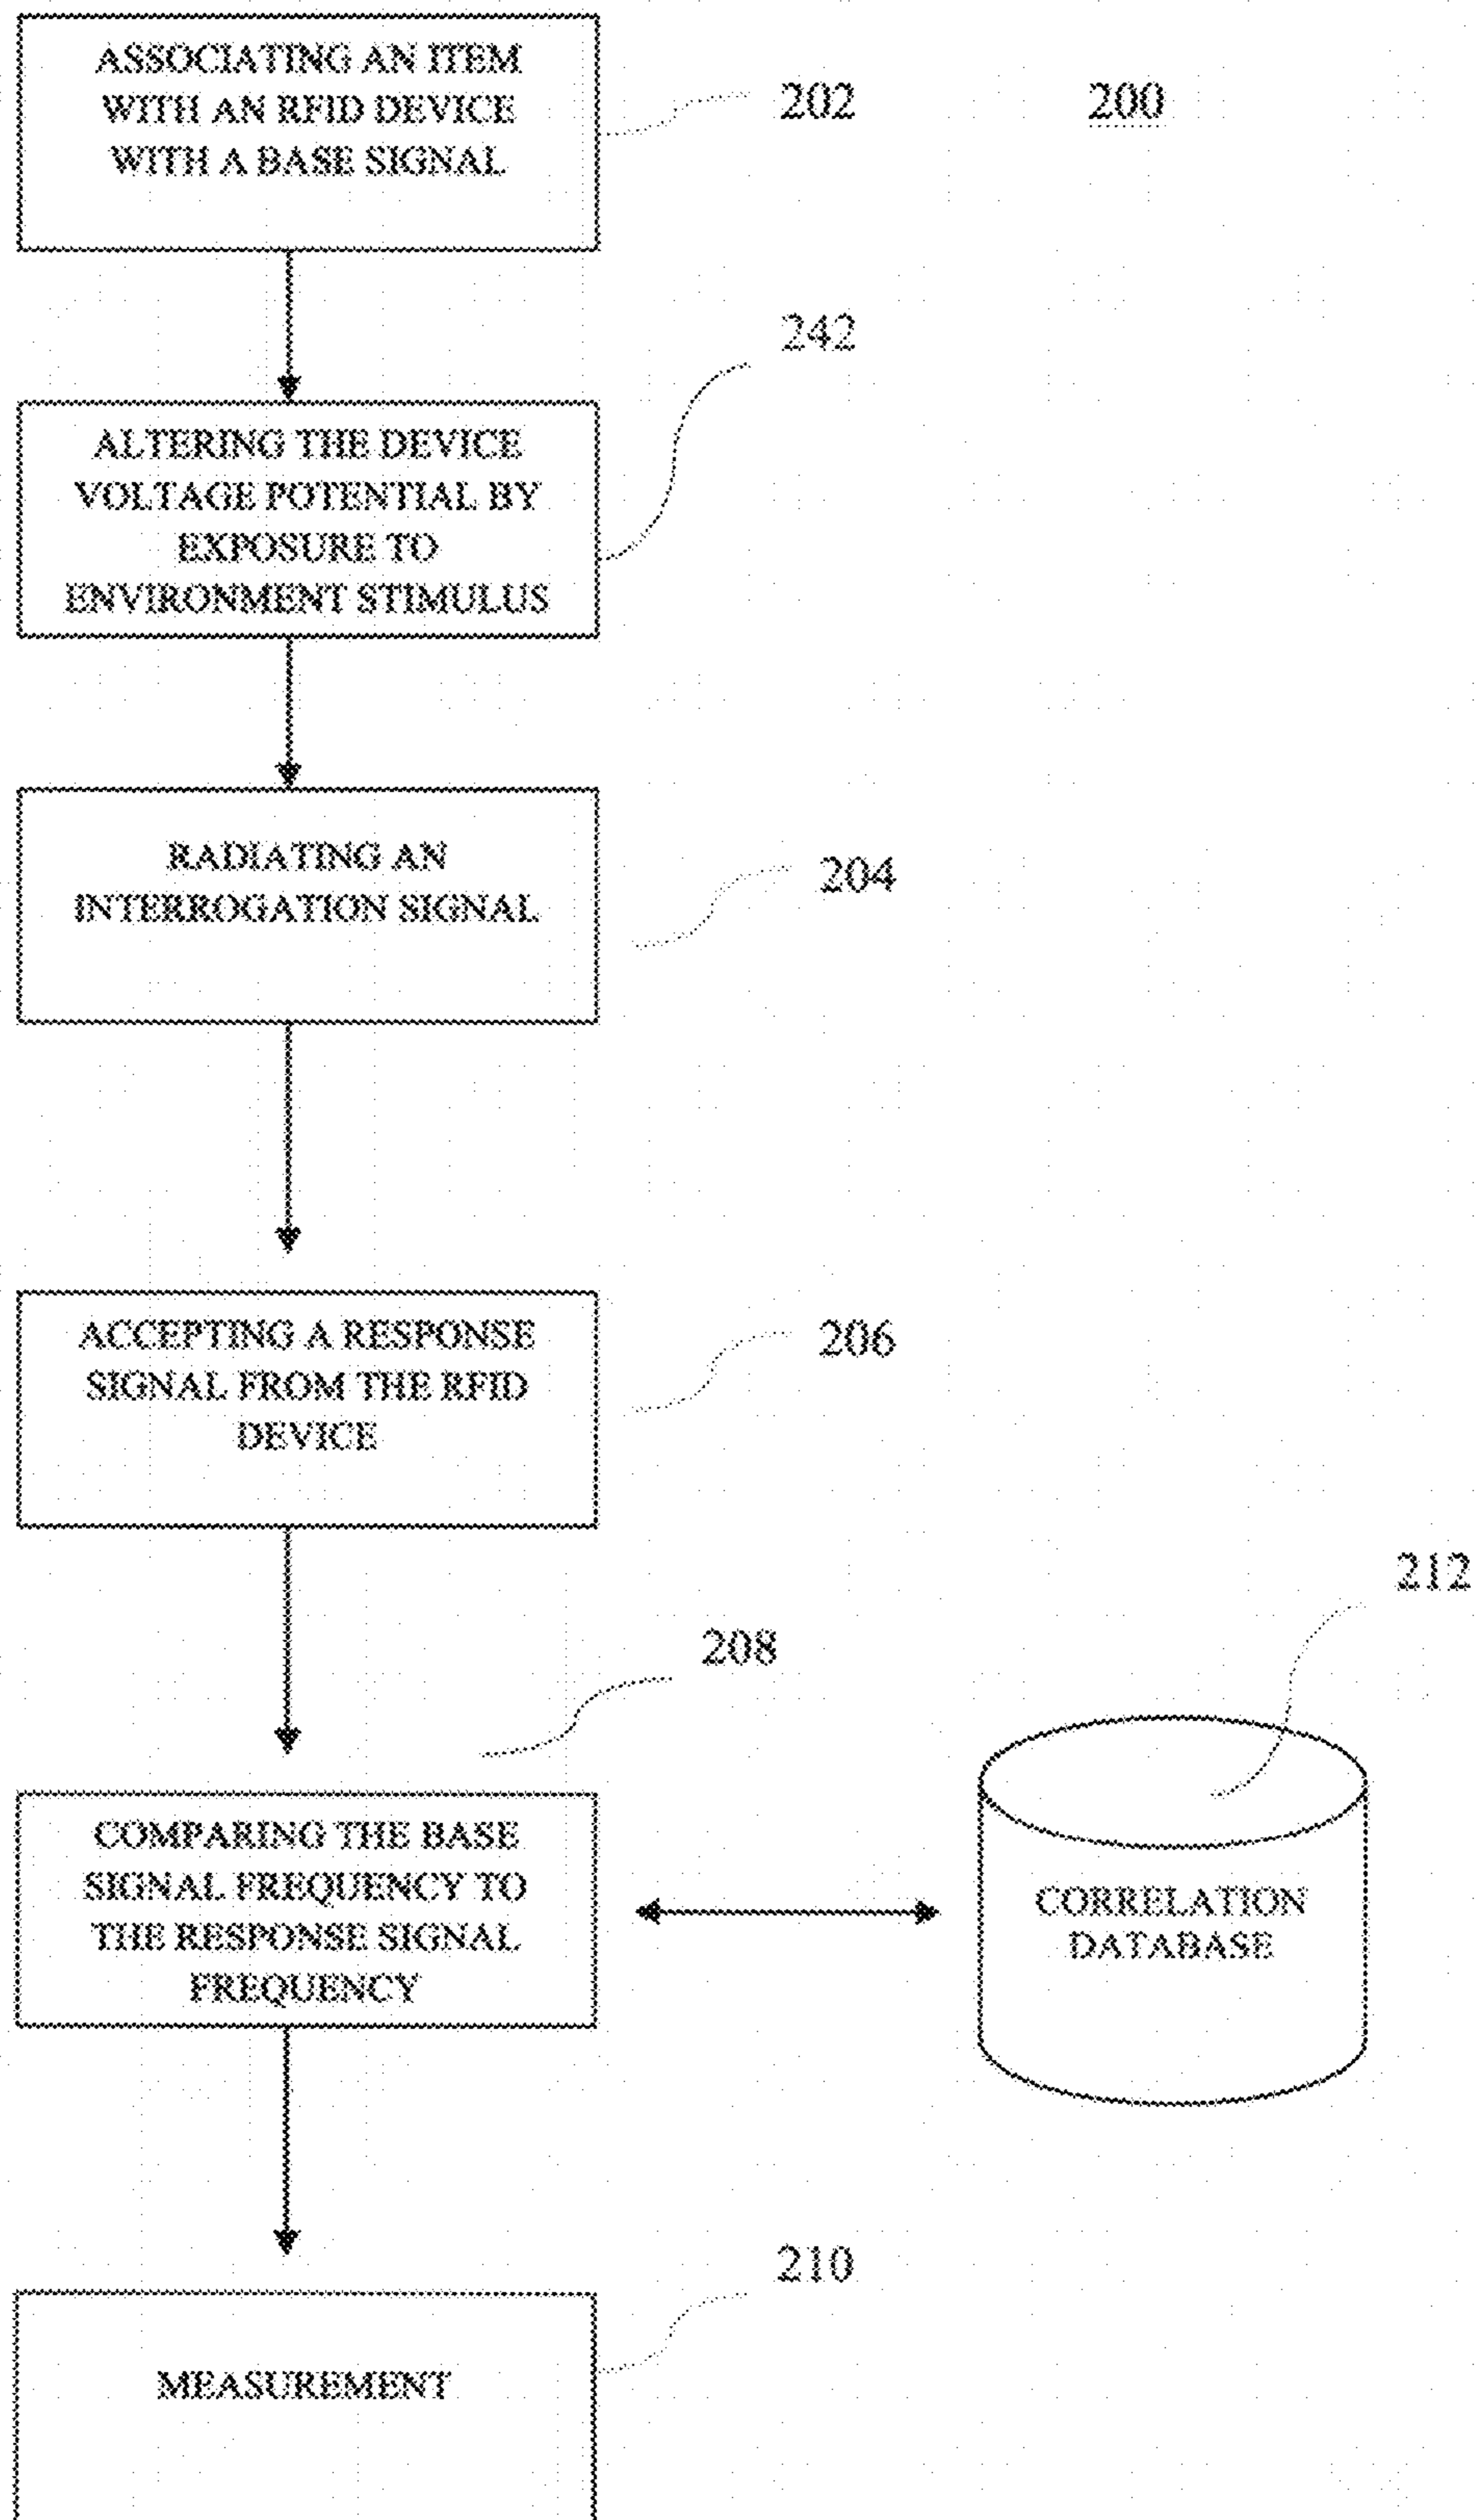 ASSOCIATING AN ITEM
WITH AN RFID DEVICE
WITH A BASE SIGNAL
202
200
242
ALTERING THE DEVICE
VOLTAGE POTENTIAL BY
EXPOSURE TO
ENVIRONMENT STIMULUS
RADIATING AN
INTERROGATION SIGNAL
204
ACCEPTING A RESPONSE
SIGNAL FROM THE RFID
DEVICE
206
212
208
COMPARING THE BASE
SIGNAL FREQUENCY TO
THE RESPONSE SIGNAL
FREQUENCY
CORRELATION
DATABASE
210
MEASUREMENT